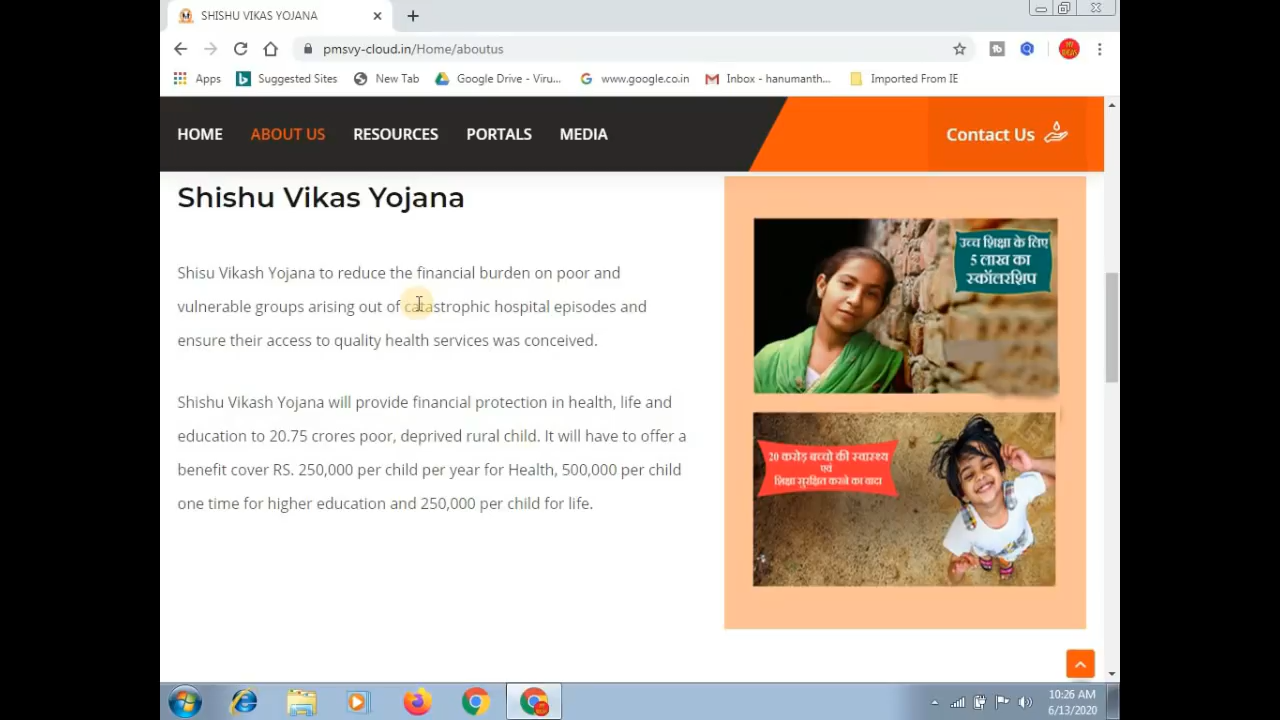 SHISHU VIKAS YOJANA
pmsvy-cloud.in/Home/aboutus
Apps Suggested Sites New Tab Google Drive - Viru... www.google.co.in Inbox - hanumanth... Imported From IE
HOME ABOUT US RESOURCES PORTALS MEDIA Contact Us
Shishu Vikas Yojana
Shisu Vikash Yojana to reduce the financial burden on poor and
vulnerable groups arising out of catastrophic hospital episodes and
ensure their access to quality health services was conceived.
Shishu Vikash Yojana will provide financial protection in health, life and
education to 20.75 crores poor, deprived rural child. It will have to offer a
benefit cover RS. 250,000 per child per year for Health, 500,000 per child
one time for higher education and 250,000 per child for life.
उच्च शिक्षा के लिए
5 लाख का
स्कॉलरशिप
20 करोड़ बच्चो की स्वास्थ्य
एवं
शिक्षा सुरक्षित करने का वादा
10:26 AM
6/13/2020